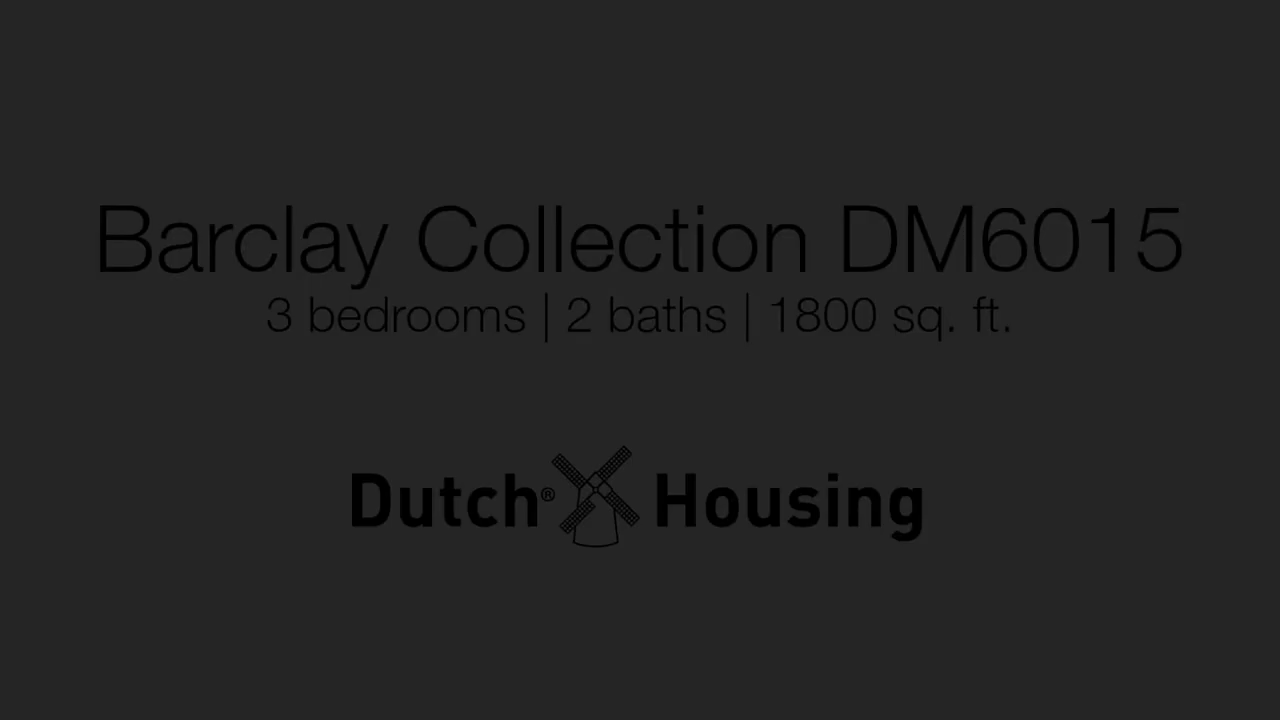 Barclay Collection DM6015
3 bedrooms | 2 baths | 1800 sq. ft.
Dutch® Housing